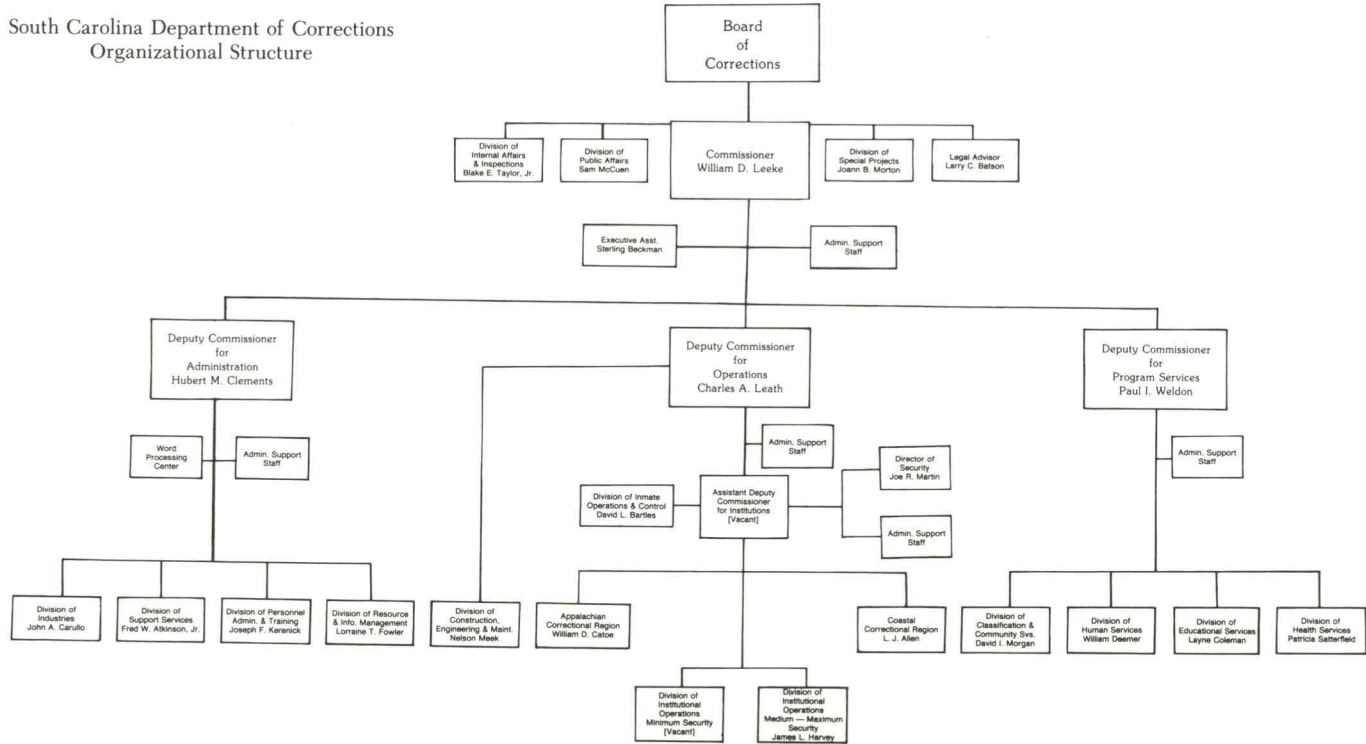 South Carolina Department of Corrections
Organizational Structure
Board
of
Corrections
Division of
Internal Affairs
& Inspections
Blake E. Taylor, Jr.
Division of
Public Affairs
Sam McCuen
Commissioner
William D. Leeke
Division of
Special Projects
Joann B. Morton
Legal Advisor
Larry C. Batson
Executive Asst.
Sterling Beckman
Admin. Support
Staff
Deputy Commissioner
for
Administration
Hubert M. Clements
Deputy Commissioner
for
Operations
Charles A. Leath
Deputy Commissioner
for
Program Services
Paul I. Weldon
Word
Processing
Center
Admin. Support
Staff
Admin. Support
Staff
Director of
Security
Joe R. Martin
Admin. Support
Staff
Division of Inmate
Operations & Control
David L. Bartles
Assistant Deputy
Commissioner
for Institutions
[Vacant]
Admin. Support
Staff
Division of
Industries
John A. Carullo
Division of
Support Services
Fred W. Atkinson, Jr.
Division of Personnel
Admin. & Training
Joseph F. Kerenick
Division of Resource
& Info. Management
Lorraine T. Fowler
Division of
Construction,
Engineering & Maint.
Nelson Meek
Appalachian
Correctional Region
William D. Catoe
Coastal
Correctional Region
L. J. Allen
Division of
Classification &
Community Svs.
David I. Morgan
Division of
Human Services
William Deemer
Division of
Educational Services
Layne Coleman
Division of
Health Services
Patricia Satterfield
Division of
Institutional
Operations
Minimum Security
[Vacant]
Division of
Institutional
Operations
Medium — Maximum
Security
James L. Harvey